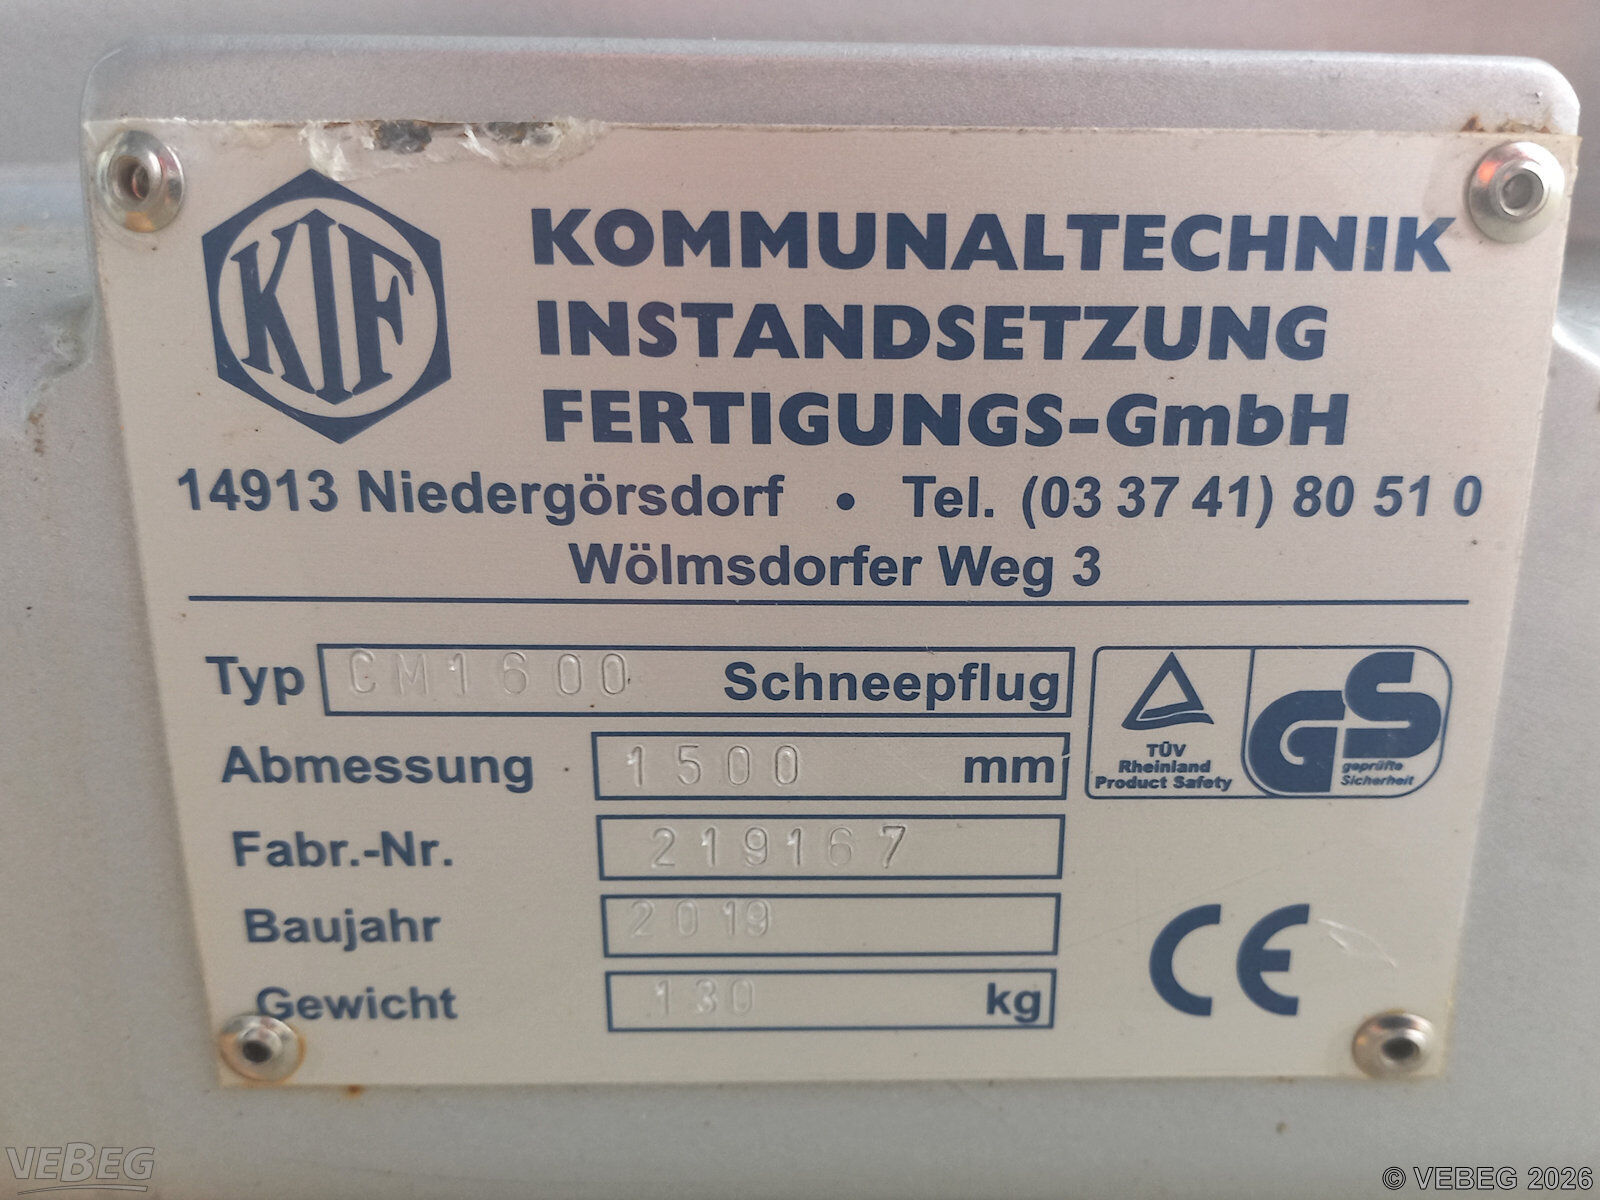 KIF
KOMMUNALTECHNIK
INSTANDSETZUNG
FERTIGUNGS-GmbH
14913 Niedergörsdorf • Tel. (03 37 41) 80 51 0
Wölmsdorfer Weg 3
Typ CM1600 Schneepflug
Abmessung 1500 mm
Fabr.-Nr. 219167
Baujahr 2019
Gewicht 130 kg
TÜV
Rheinland
Product Safety
GS
geprüfte
Sicherheit
CE
VEBEG
© VEBEG 2026